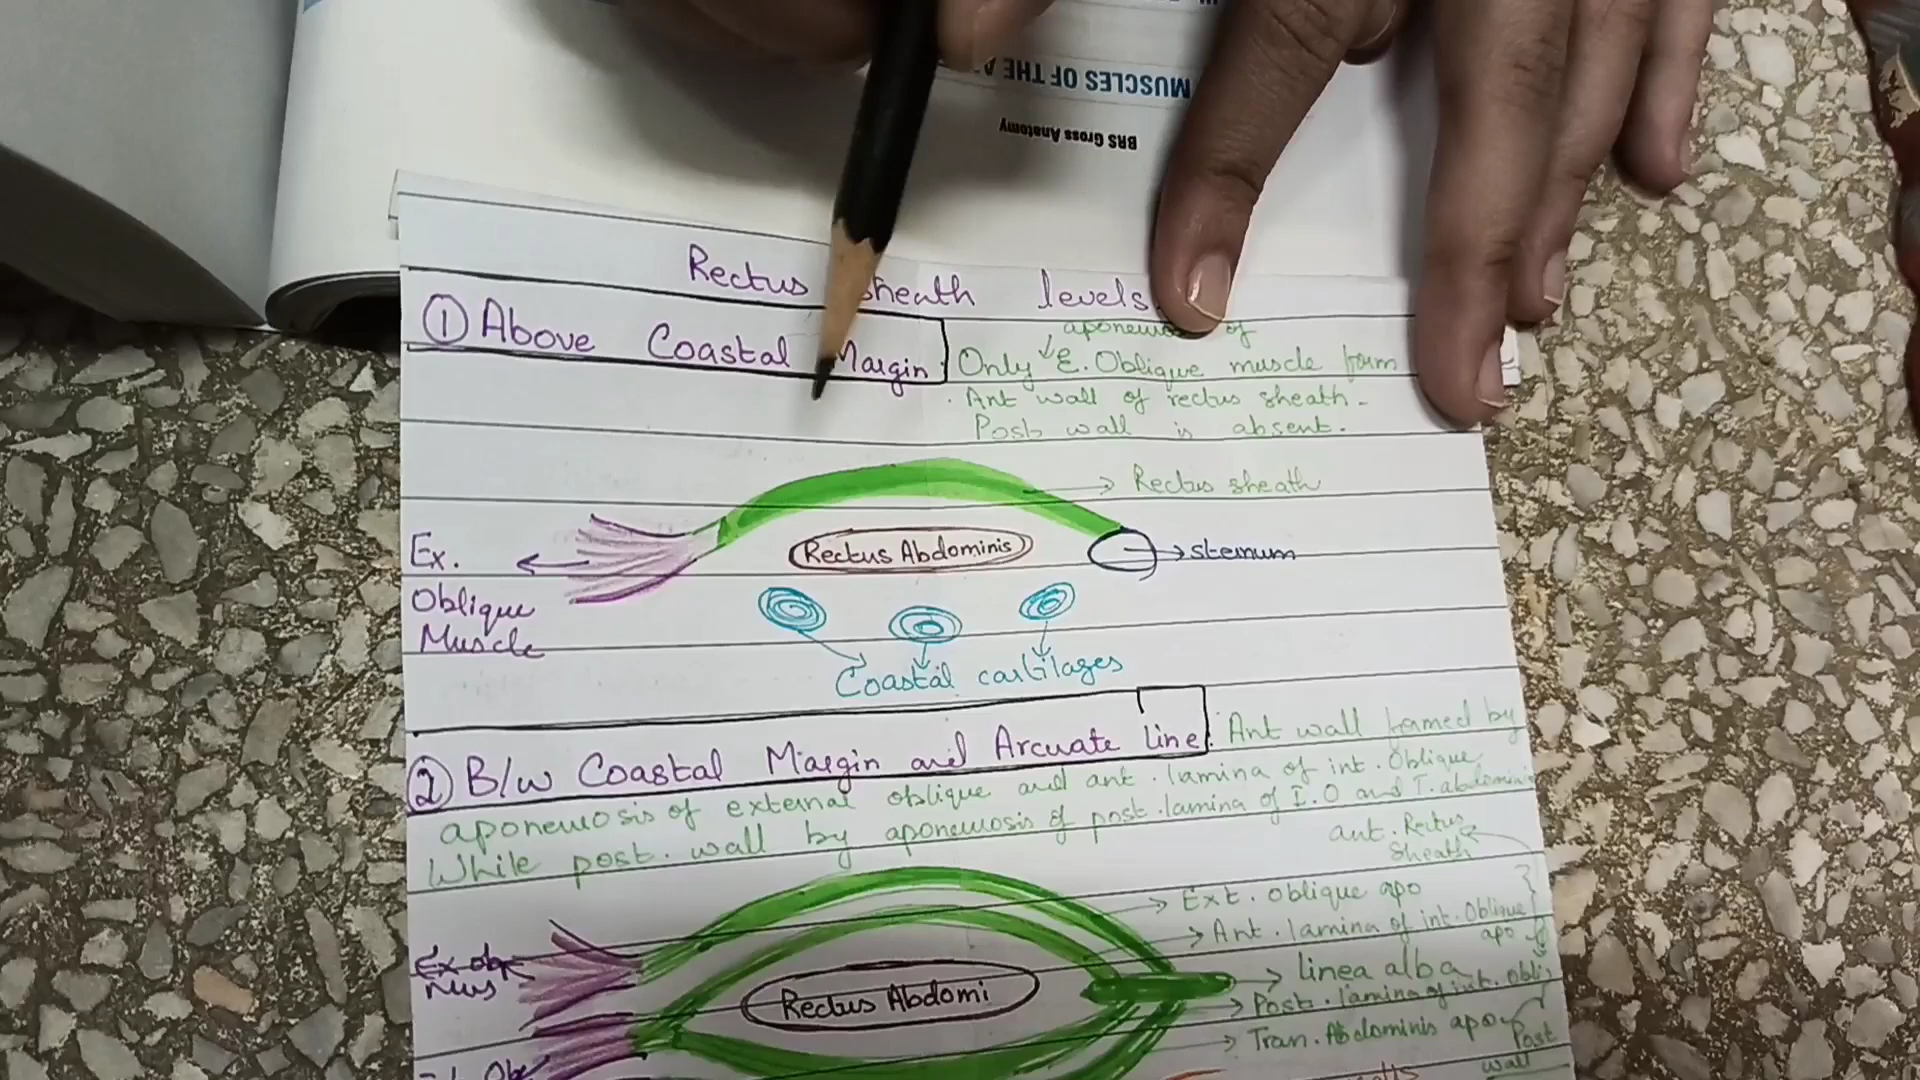 MUSCLES OF THE
BRS Gross Anatomy
Rectus sheath levels
① Above Coastal Margin
aponeurosis of
Only E. Oblique muscle form
Ant wall of rectus sheath.
Post wall is absent.
Rectus sheath
Rectus Abdominis
sternum
Ex.
Oblique
Muscle
Coastal cartilages
② B/w Coastal Margin and Arcuate line: Ant wall formed by
aponeurosis of external oblique and ant. lamina of int. Oblique
While post. wall by aponeurosis of post. lamina of I.O and T. abdominis
ant. Rectus
Sheath
Ext. oblique apo
Ant. lamina of int. Oblique
apo
linea alba
Post. lamina of int. Obli
Tran. Abdominis apo
Post
wall
Ex ob
mus
Rectus Abdomi